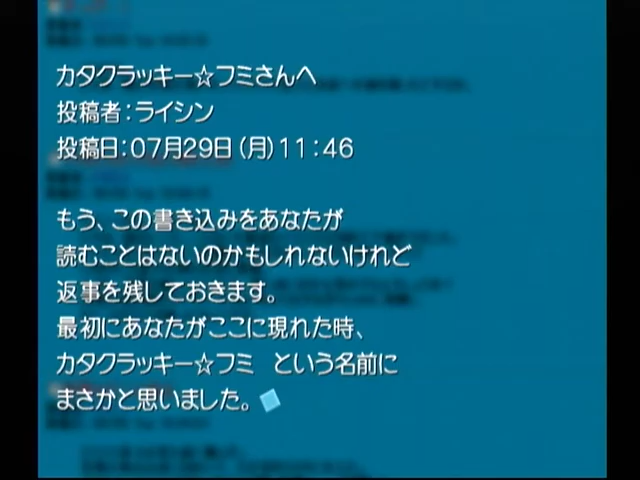 カタクラッキー☆フミさんへ
投稿者：ライシン
投稿日：07月29日（月）11：46
もう、この書き込みをあなたが
読むことはないのかもしれないけれど
返事を残しておきます。
最初にあなたがここに現れた時、
カタクラッキー☆フミ　という名前に
まさかと思いました。